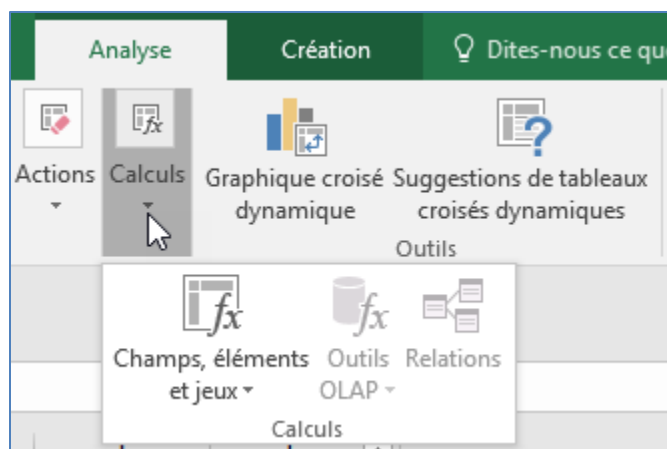 Analyse Création Dites-nous ce que
Actions Calculs Graphique croisé dynamique Suggestions de tableaux croisés dynamiques
Outils
Champs, éléments et jeux Outils OLAP Relations
Calculs